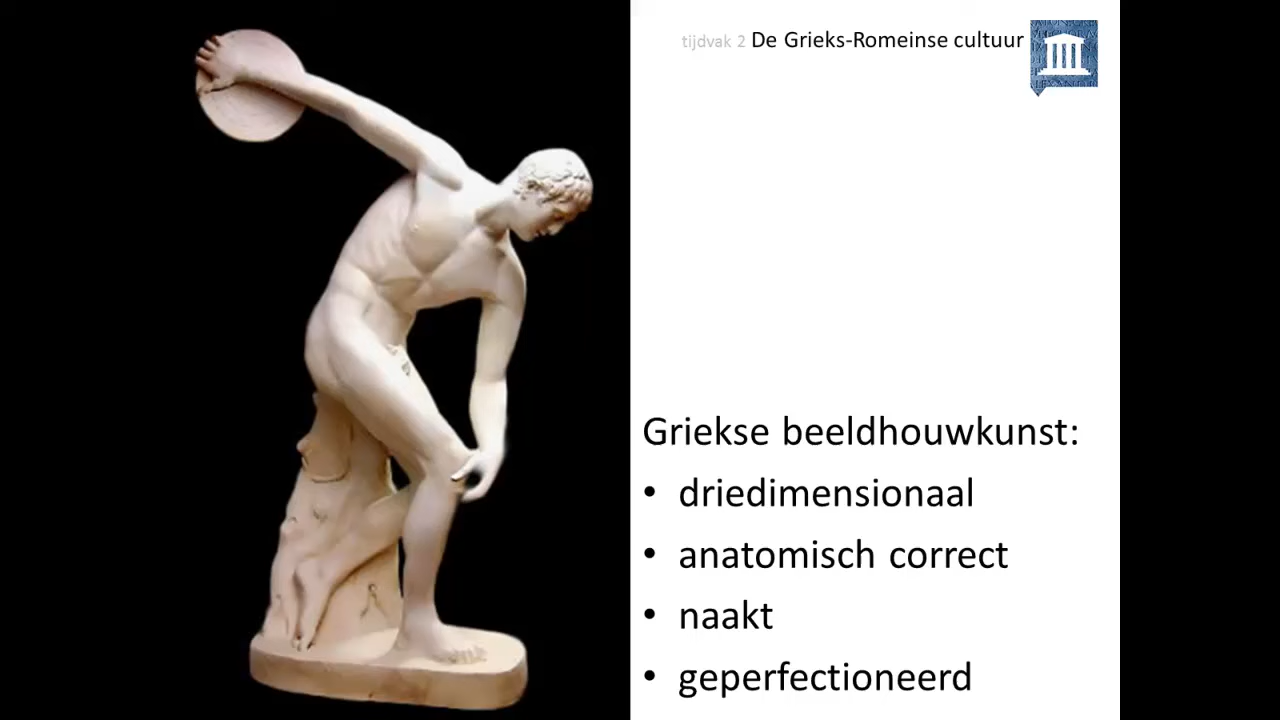 tijdvak 2 De Grieks-Romeinse cultuur
Griekse beeldhouwkunst:
• driedimensionaal
• anatomisch correct
• naakt
• geperfectioneerd